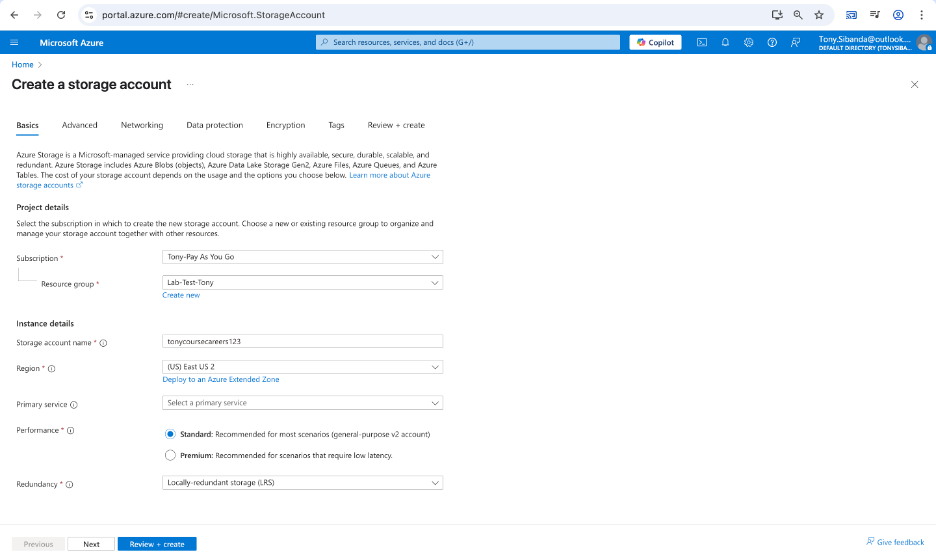 portal.azure.com/#create/Microsoft.StorageAccount
Microsoft Azure
Search resources, services, and docs (G+/)
Copilot
Tony.Sibanda@outlook....
DEFAULT DIRECTORY (TONYSIBA...
Home
Create a storage account
...
Basics
Advanced
Networking
Data protection
Encryption
Tags
Review + create
Azure Storage is a Microsoft-managed service providing cloud storage that is highly available, secure, durable, scalable, and
redundant. Azure Storage includes Azure Blobs (objects), Azure Data Lake Storage Gen2, Azure Files, Azure Queues, and Azure
Tables. The cost of your storage account depends on the usage and the options you choose below. Learn more about Azure
storage accounts
Project details
Select the subscription in which to create the new storage account. Choose a new or existing resource group to organize and
manage your storage account together with other resources.
Subscription *
Tony-Pay As You Go
Resource group *
Lab-Test-Tony
Create new
Instance details
Storage account name *
tonycoursecareers123
Region *
(US) East US 2
Deploy to an Azure Extended Zone
Primary service
Select a primary service
Performance *
Standard: Recommended for most scenarios (general-purpose v2 account)
Premium: Recommended for scenarios that require low latency.
Redundancy *
Locally-redundant storage (LRS)
Previous
Next
Review + create
Give feedback